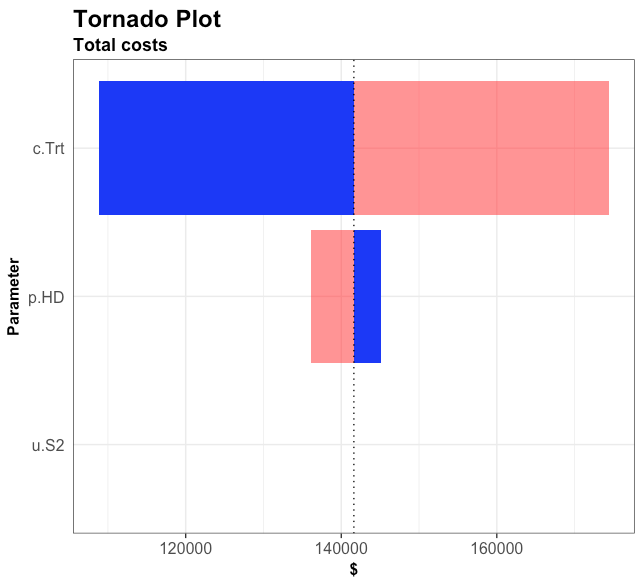 Tornado Plot
Total costs
c.Trt
p.HD
u.S2
Parameter
120000 140000 160000
$